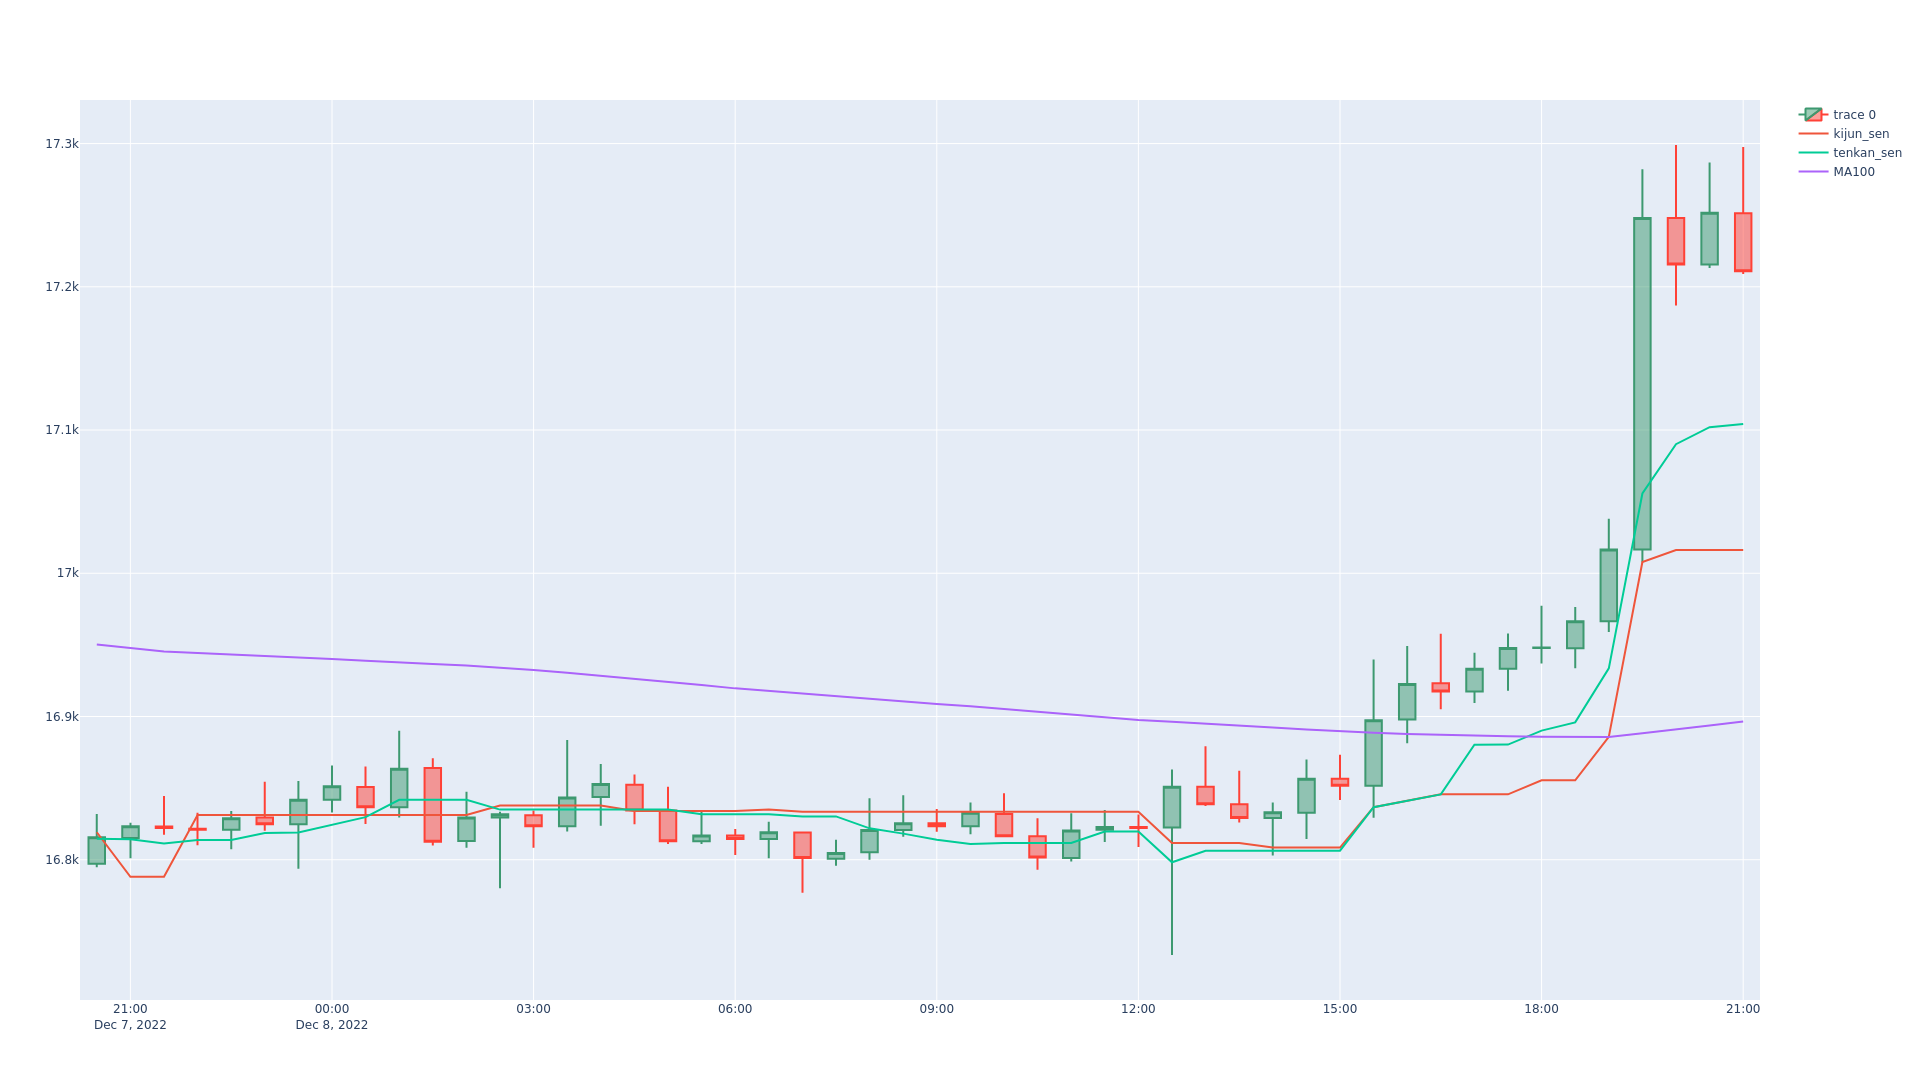 17.3k
17.2k
17.1k
17k
16.9k
16.8k
21:00 00:00 03:00 06:00 09:00 12:00 15:00 18:00 21:00
Dec 7, 2022 Dec 8, 2022
trace 0
kijun_sen
tenkan_sen
MA100